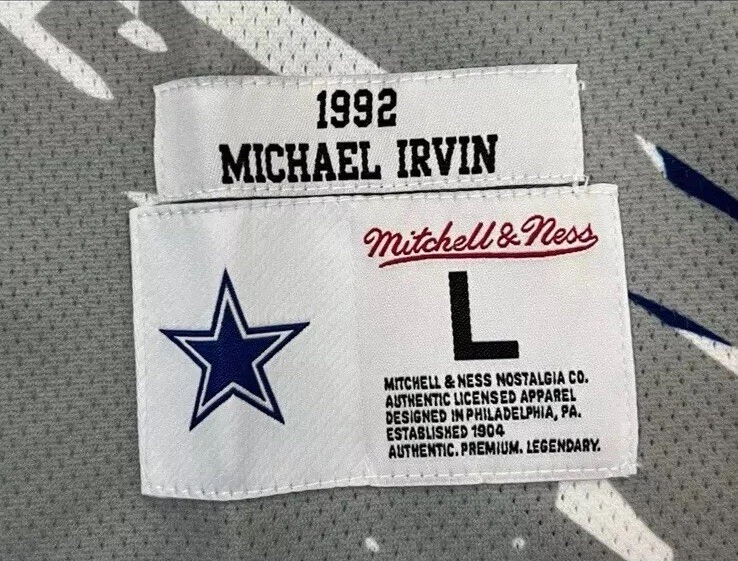 1992
MICHAEL IRVIN
Mitchell & Ness
L
MITCHELL & NESS NOSTALGIA CO.
AUTHENTIC LICENSED APPAREL
DESIGNED IN PHILADELPHIA, PA.
ESTABLISHED 1904
AUTHENTIC. PREMIUM. LEGENDARY.